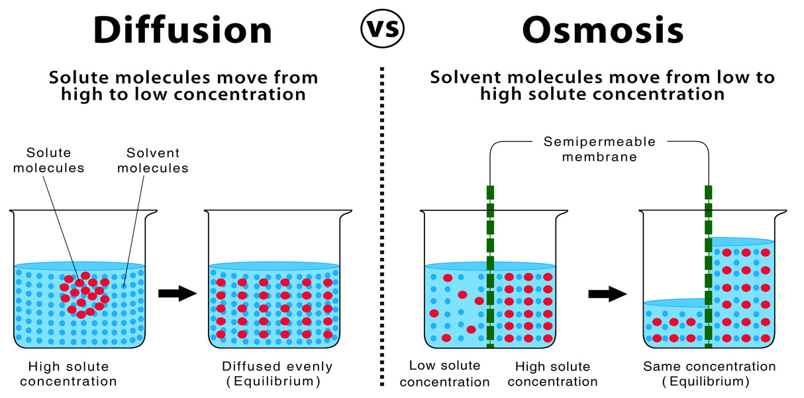 Diffusion
VS
Osmosis
Solute molecules move from
high to low concentration
Solvent molecules move from low to
high solute concentration
Solute
molecules
Solvent
molecules
Semipermeable
membrane
High solute
concentration
Diffused evenly
(Equilibrium)
Low solute
concentration
High solute
concentration
Same concentration
(Equilibrium)